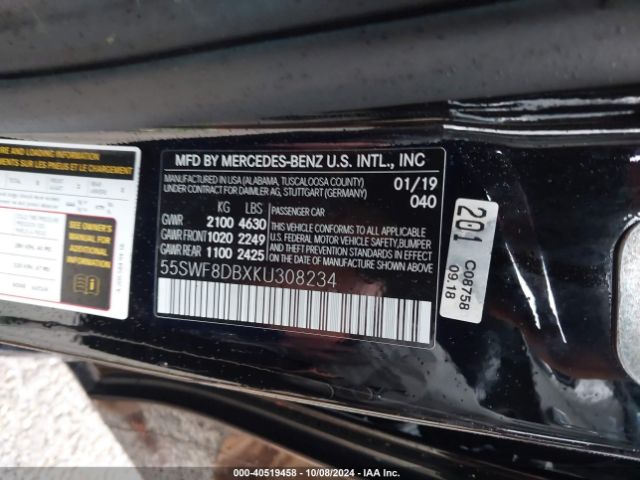 RE AND LOADING INFORMATION
SEE OWNER'S
MANUAL FOR
ADDITIONAL
INFORMATION
MFD BY MERCEDES-BENZ U.S. INTL., INC
MANUFACTURED IN USA (ALABAMA, TUSCALOOSA COUNTY)
UNDER CONTRACT FOR DAIMLER AG, STUTTGART (GERMANY)
01/19
040
KG LBS
GVWR 2100 4630
GAWR FRONT 1020 2249
GAWR REAR 1100 2425
PASSENGER CAR
THIS VEHICLE CONFORMS TO ALL APPLICABLE
U.S. FEDERAL MOTOR VEHICLE SAFETY, BUMPER,
AND THEFT PREVENTION STANDARDS IN EFFECT
ON THE DATE OF MANUFACTURE SHOWN ABOVE.
55SWF8DBXKU308234
201
C08758
09.18
000-40519458 - 10/08/2024 - IAA Inc.